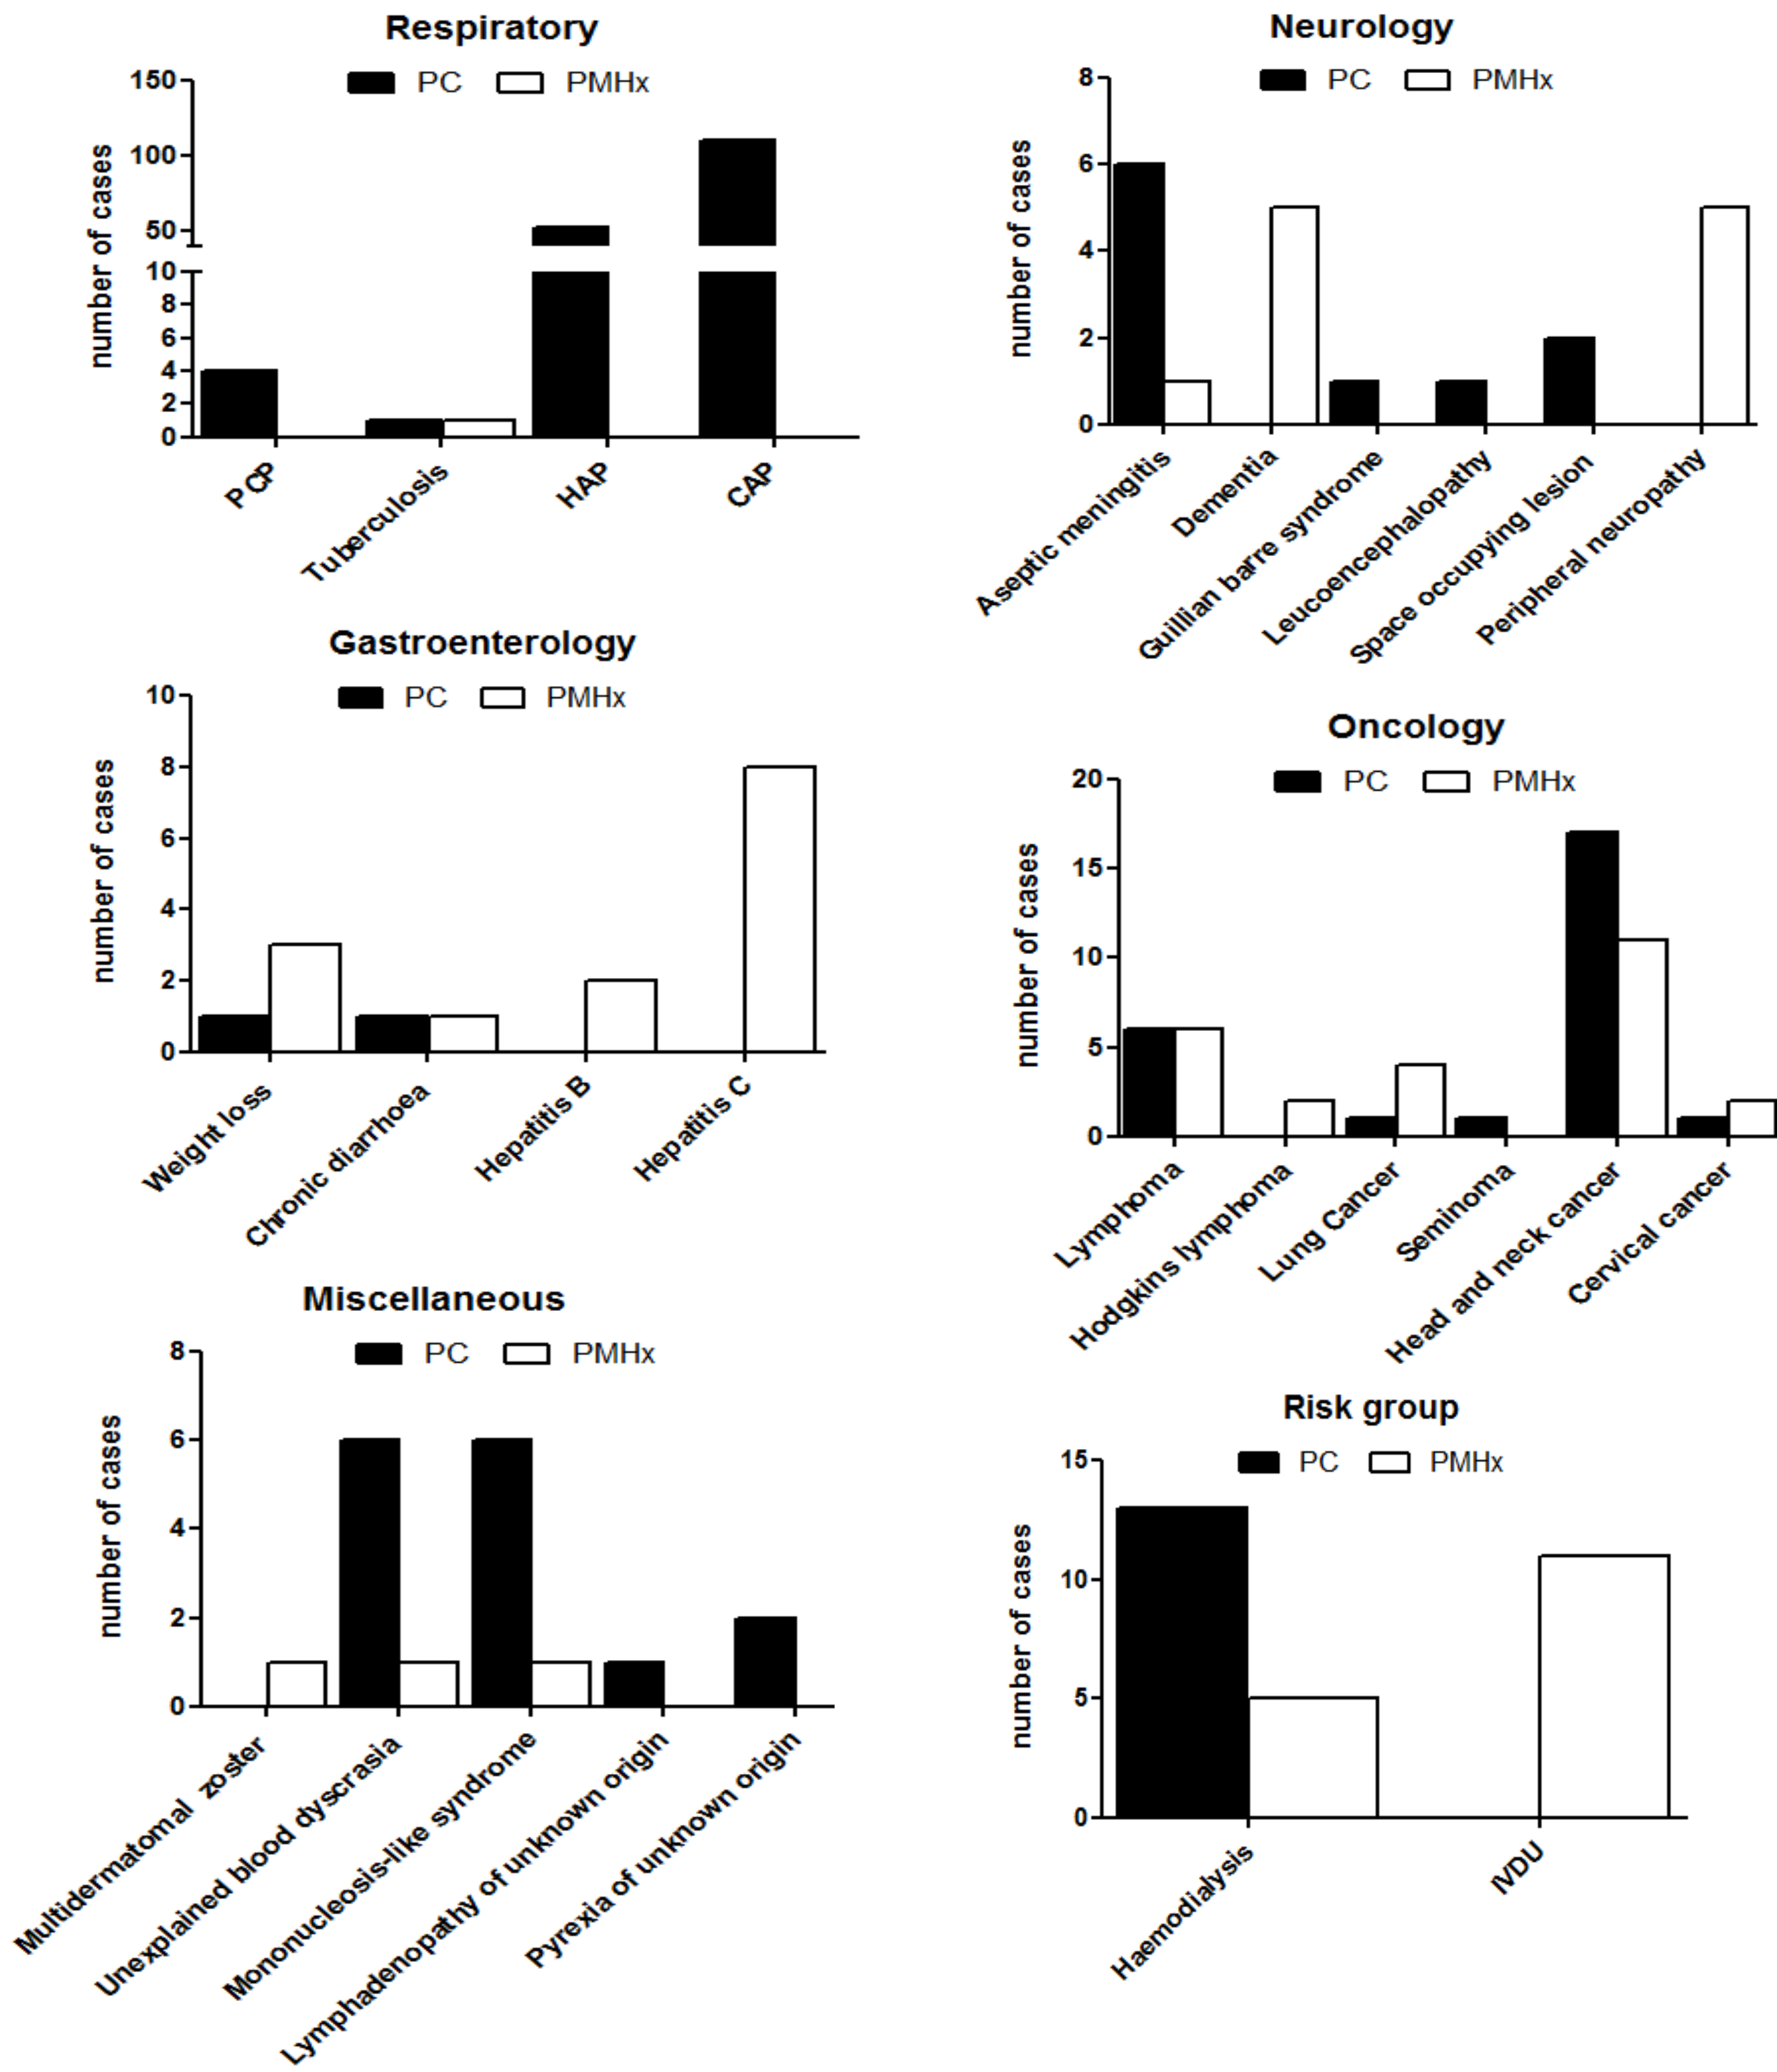 Respiratory
PC PMHx
number of cases
150
100
50
10
8
6
4
2
0
PCP
Tuberculosis
HAP
CAP
Neurology
PC PMHx
number of cases
8
6
4
2
0
Aseptic meningitis
Dementia
Guillian barre syndrome
Leucoencephalopathy
Space occupying lesion
Peripheral neuropathy
Gastroenterology
PC PMHx
number of cases
10
8
6
4
2
0
Weight loss
Chronic diarrhoea
Hepatitis B
Hepatitis C
Oncology
PC PMHx
number of cases
20
15
10
5
0
Lymphoma
Hodgkins lymphoma
Lung Cancer
Seminoma
Head and neck cancer
Cervical cancer
Miscellaneous
PC PMHx
number of cases
8
6
4
2
0
Multidermatomal zoster
Unexplained blood dyscrasia
Mononucleosis-like syndrome
Lymphadenopathy of unknown origin
Pyrexia of unknown origin
Risk group
PC PMHx
number of cases
15
10
5
0
Haemodialysis
IVDU